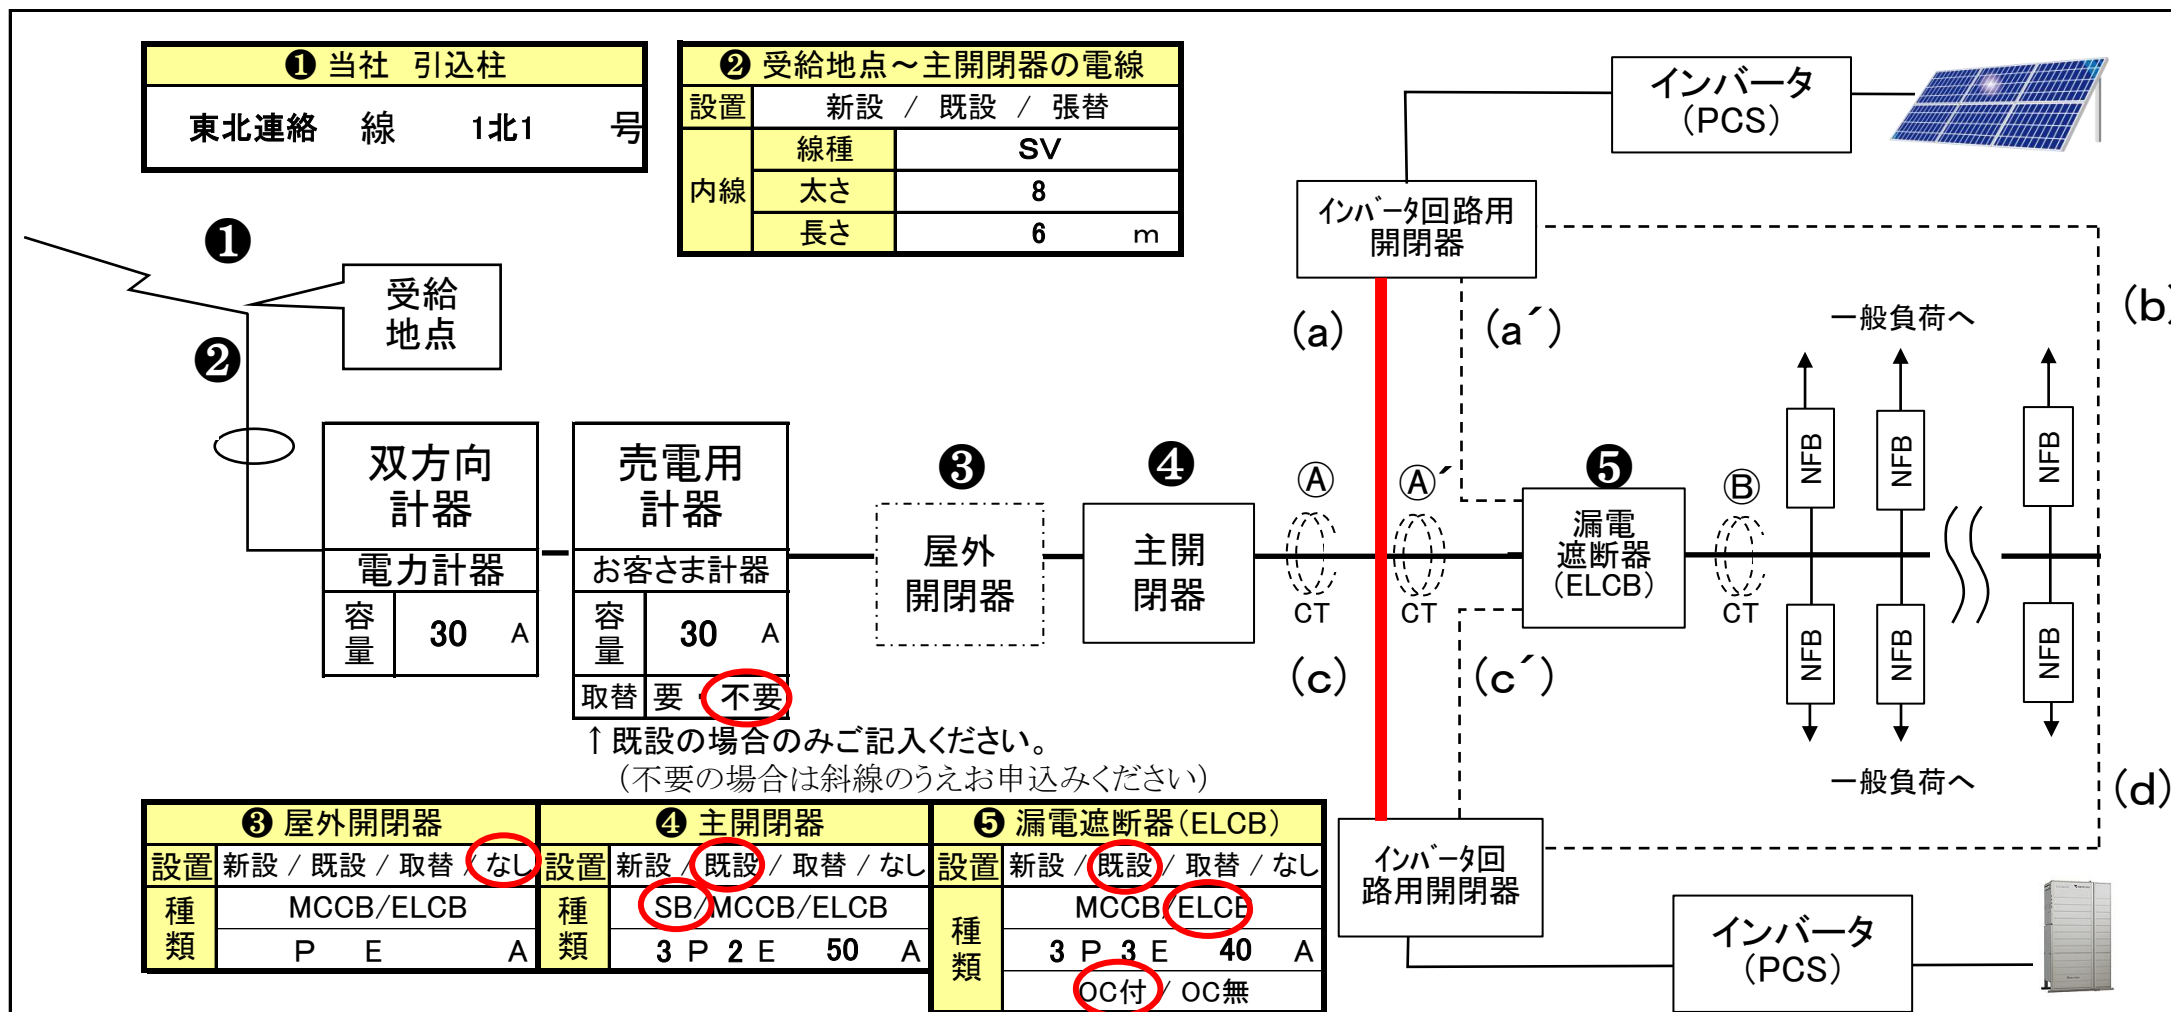 ❶ 当社 引込柱
東北連絡 線 1北1 号
❷ 受給地点～主開閉器の電線
設置 新設 / 既設 / 張替
内線 線種 SV
太さ 8
長さ 6 m
インバータ
(PCS)
インバータ回路用
開閉器
❶
受給
地点
❷
(a)
(a´)
(b)
一般負荷へ
双方向
計器
電力計器
容量 30 A
売電用
計器
お客さま計器
容量 30 A
取替 要・不要
↑既設の場合のみご記入ください。
(不要の場合は斜線のうえお申込みください)
❸
屋外
開閉器
❹
主開
閉器
Ⓐ
CT
Ⓐ´
CT
❺
漏電
遮断器
(ELCB)
Ⓑ
CT
NFB
NFB
NFB
NFB
NFB
NFB
(c)
(c´)
一般負荷へ
(d)
❸ 屋外開閉器
設置 新設 / 既設 / 取替 / なし
種類 MCCB/ELCB
P E A
❹ 主開閉器
設置 新設 / 既設 / 取替 / なし
種類 SB/MCCB/ELCB
3 P 2 E 50 A
❺ 漏電遮断器(ELCB)
設置 新設 / 既設 / 取替 / なし
種類 MCCB/ELCB
3 P 3 E 40 A
OC付 / OC無
インバータ回
路用開閉器
インバータ
(PCS)